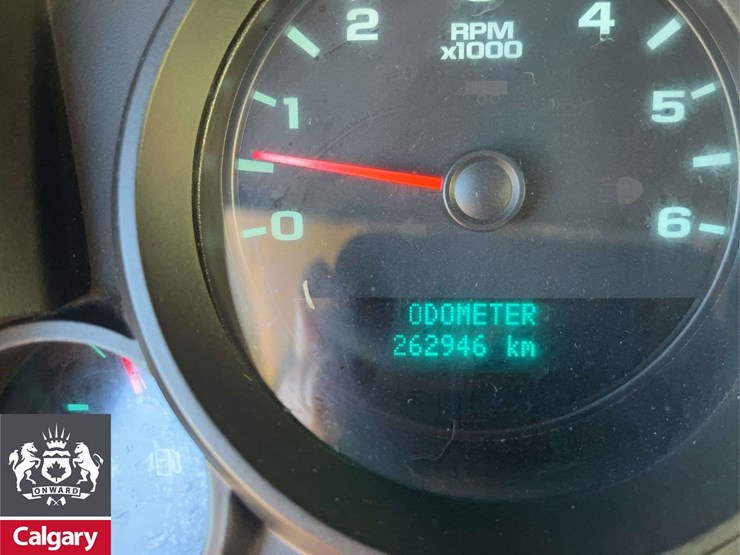 2
RPM
x1000
4
1
5
0
6
ODOMETER
262946 km
ONWARD
Calgary